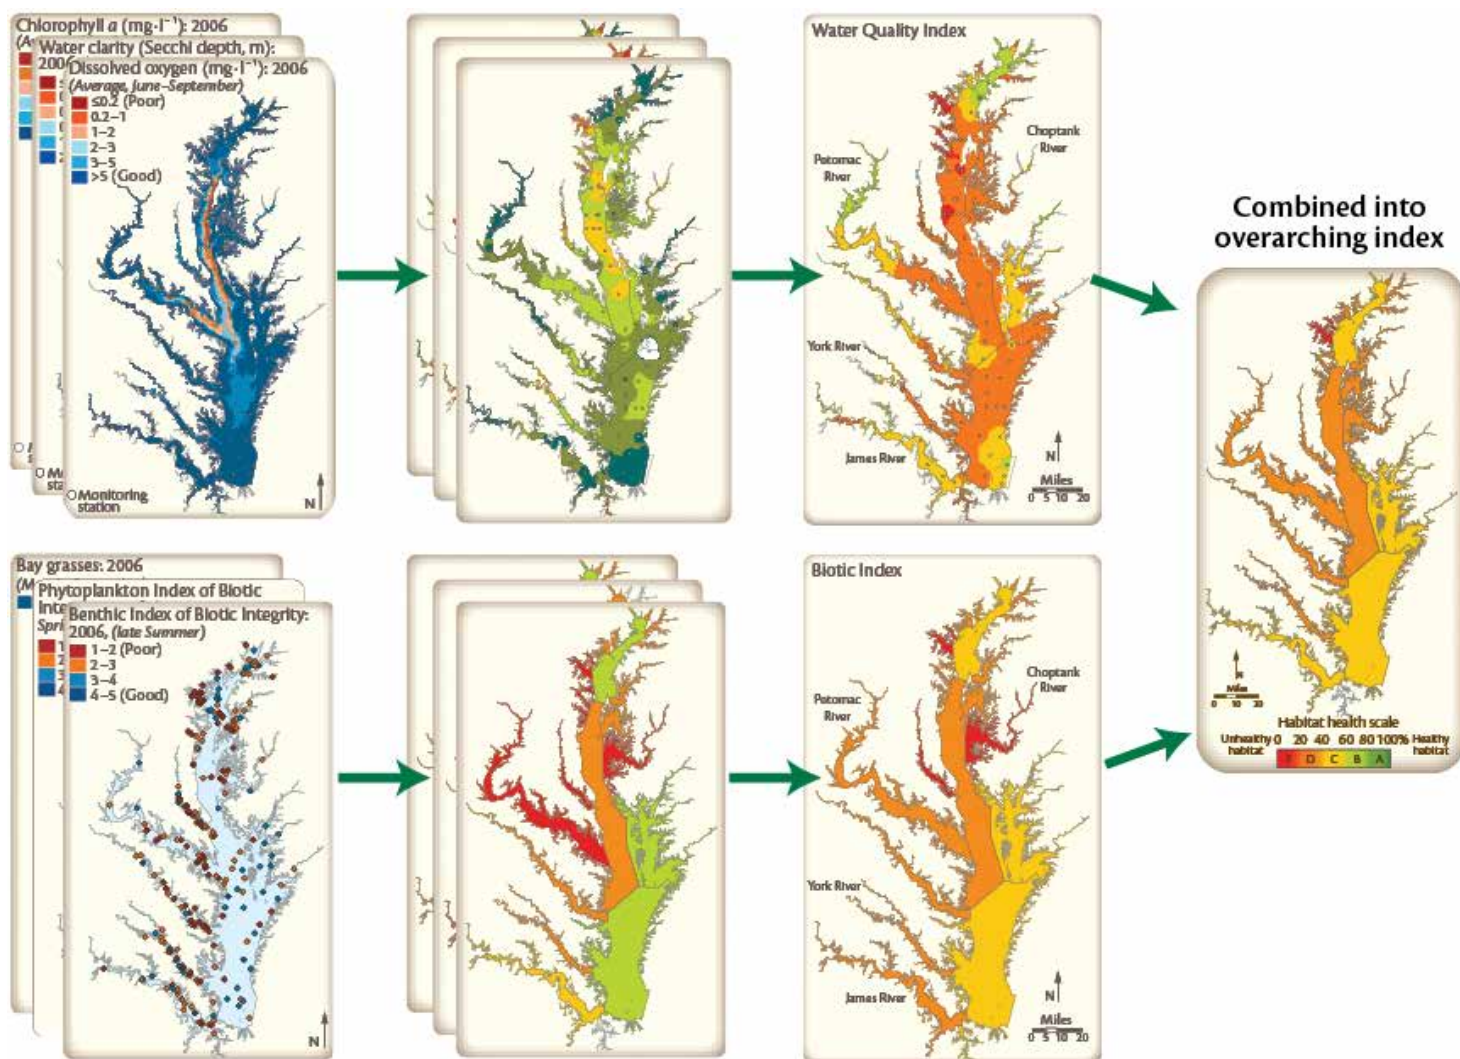 Chlorophyll a (mg·l⁻¹): 2006
Water clarity (Secchi depth, m):
2006
Dissolved oxygen (mg·l⁻¹): 2006
(Average, June–September)
≤0.2 (Poor)
0.2–1
1–2
2–3
3–5
>5 (Good)
Monitoring
station
N
Water Quality Index
Choptank
River
Potomac
River
York River
James River
N
Miles
0 5 10 20
Combined into
overarching index
N
Miles
0 10 20
Habitat health scale
Unhealthy
habitat
0 20 40 60 80 100%
Healthy
habitat
F D C B A
Bay grasses: 2006
Phytoplankton Index of Biotic
Benthic Index of Biotic Integrity:
2006, (late Summer)
1–2 (Poor)
2–3
3–4
4–5 (Good)
N
Biotic Index
Choptank
River
Potomac
River
York River
James River
N
Miles
0 5 10 20